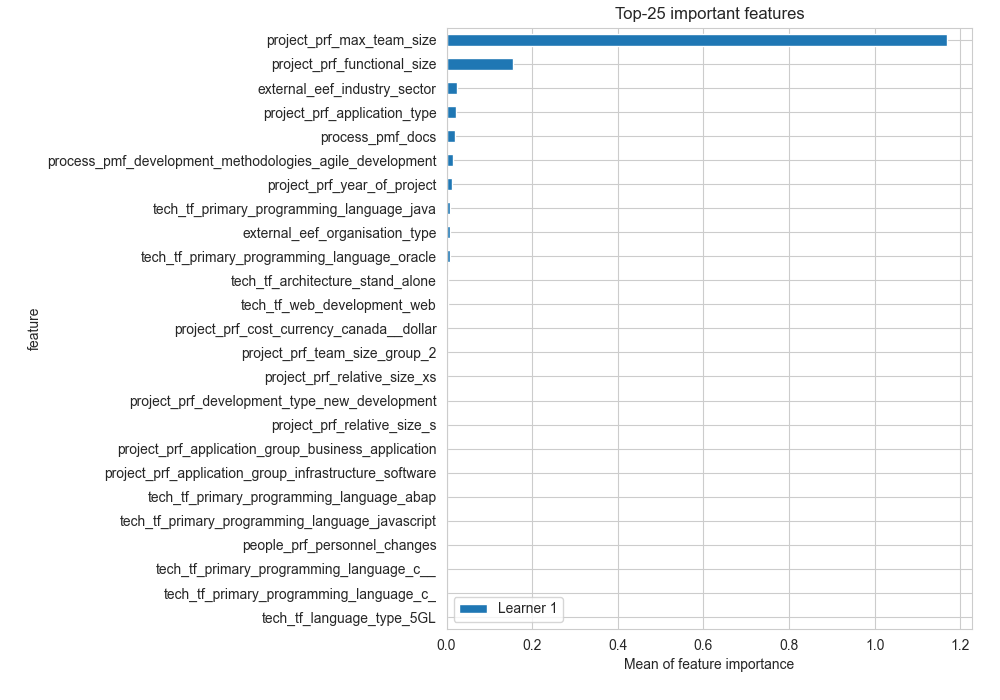 Top-25 important features
project_prf_max_team_size
project_prf_functional_size
external_eef_industry_sector
project_prf_application_type
process_pmf_docs
process_pmf_development_methodologies_agile_development
project_prf_year_of_project
tech_tf_primary_programming_language_java
external_eef_organisation_type
tech_tf_primary_programming_language_oracle
tech_tf_architecture_stand_alone
tech_tf_web_development_web
project_prf_cost_currency_canada__dollar
project_prf_team_size_group_2
project_prf_relative_size_xs
project_prf_development_type_new_development
project_prf_relative_size_s
project_prf_application_group_business_application
project_prf_application_group_infrastructure_software
tech_tf_primary_programming_language_abap
tech_tf_primary_programming_language_javascript
people_prf_personnel_changes
tech_tf_primary_programming_language_c__
tech_tf_primary_programming_language_c_
tech_tf_language_type_5GL
feature
Learner 1
0.0 0.2 0.4 0.6 0.8 1.0 1.2
Mean of feature importance